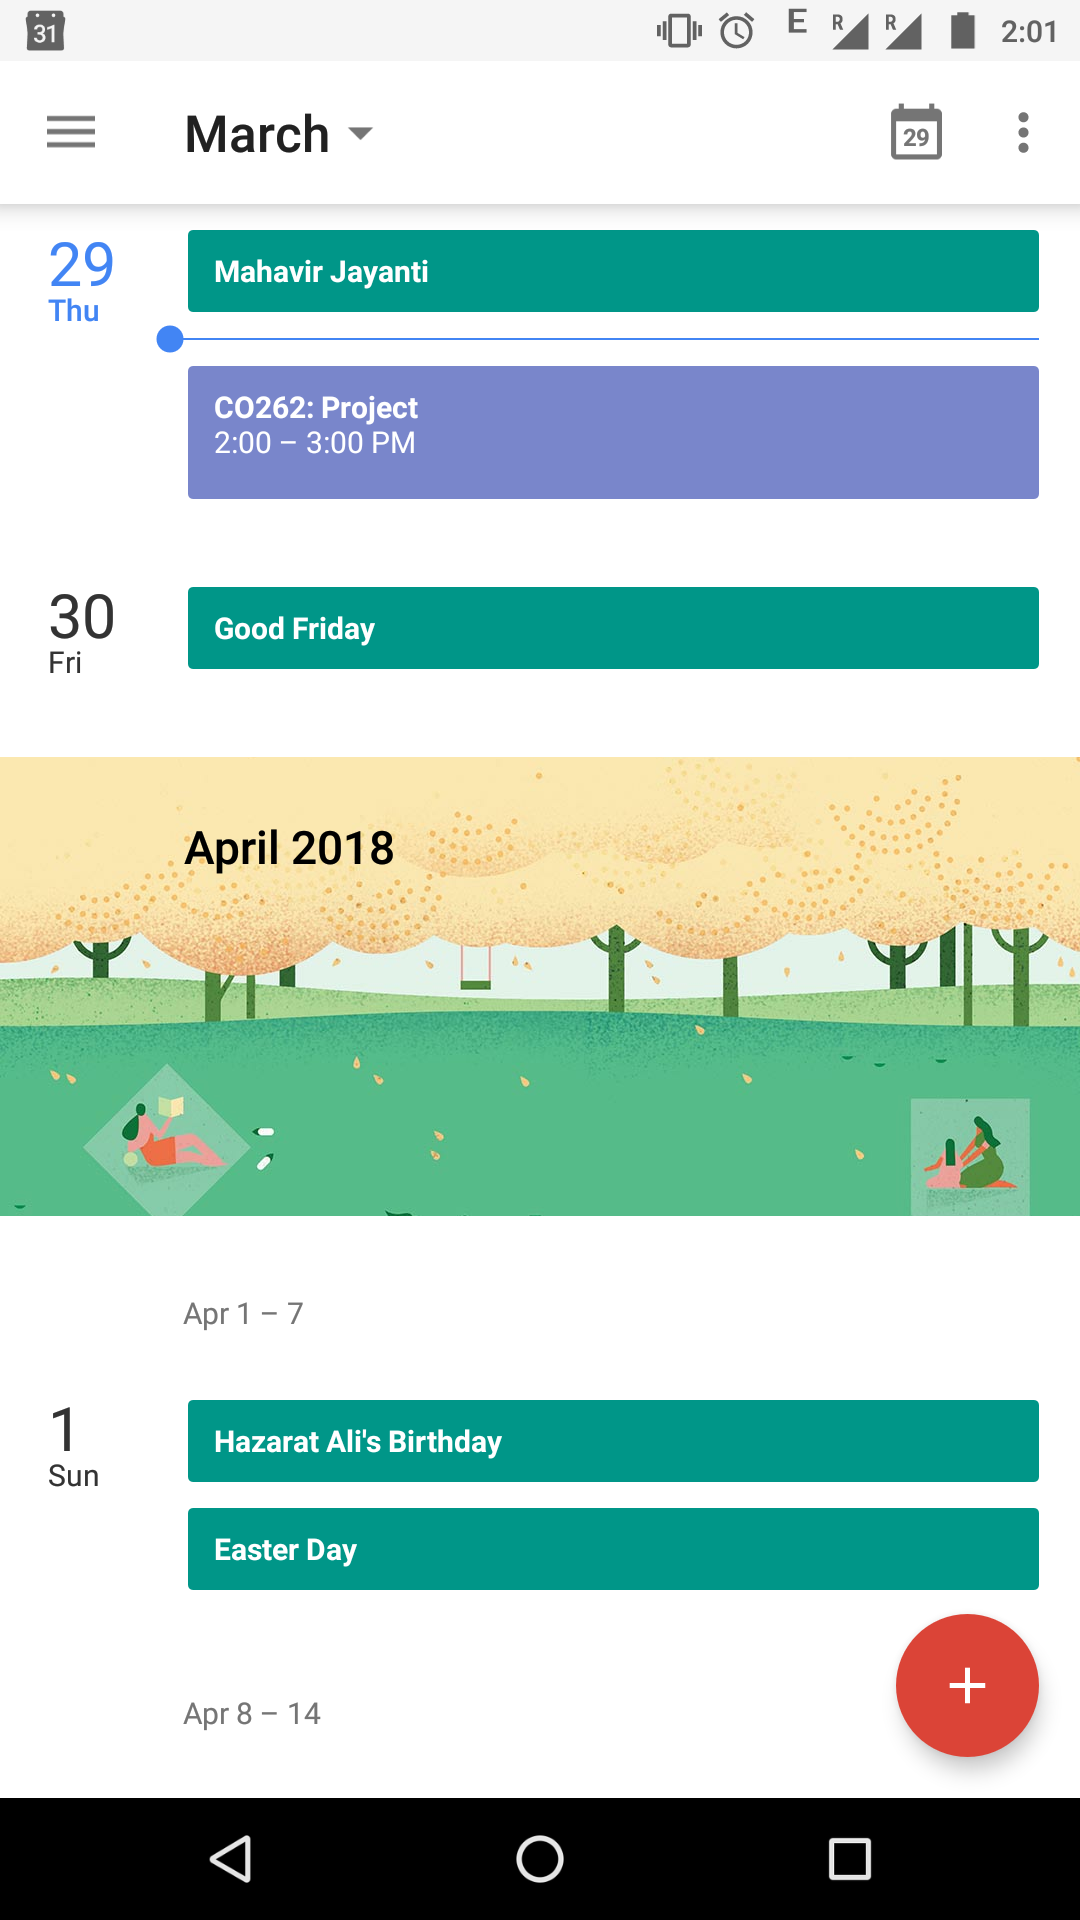 31 E R R 2:01
March 29
29 Mahavir Jayanti
Thu
CO262: Project
2:00 – 3:00 PM
30 Good Friday
Fri
April 2018
Apr 1 – 7
1 Hazarat Ali's Birthday
Sun
Easter Day
Apr 8 – 14